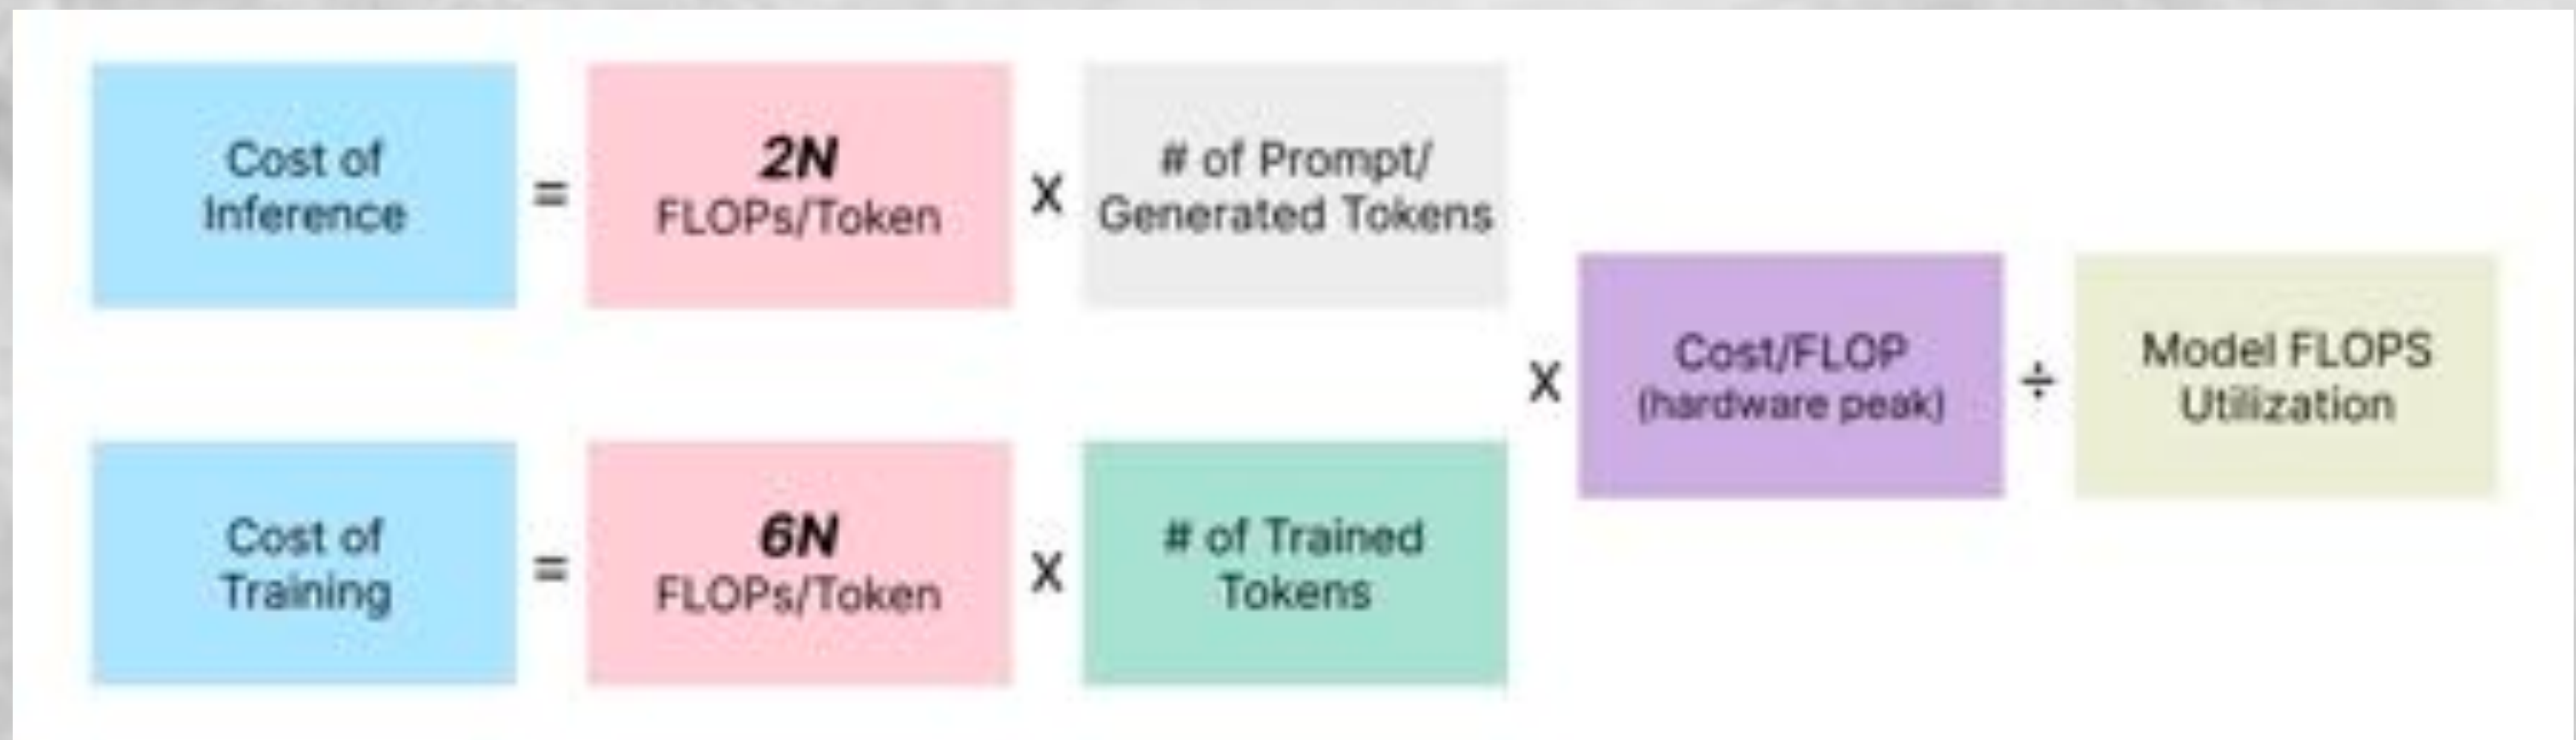 Cost of
Inference
=
2N
FLOPs/Token
x
# of Prompt/
Generated Tokens
Cost of
Training
=
6N
FLOPs/Token
x
# of Trained
Tokens
x
Cost/FLOP
(hardware peak)
÷
Model FLOPS
Utilization